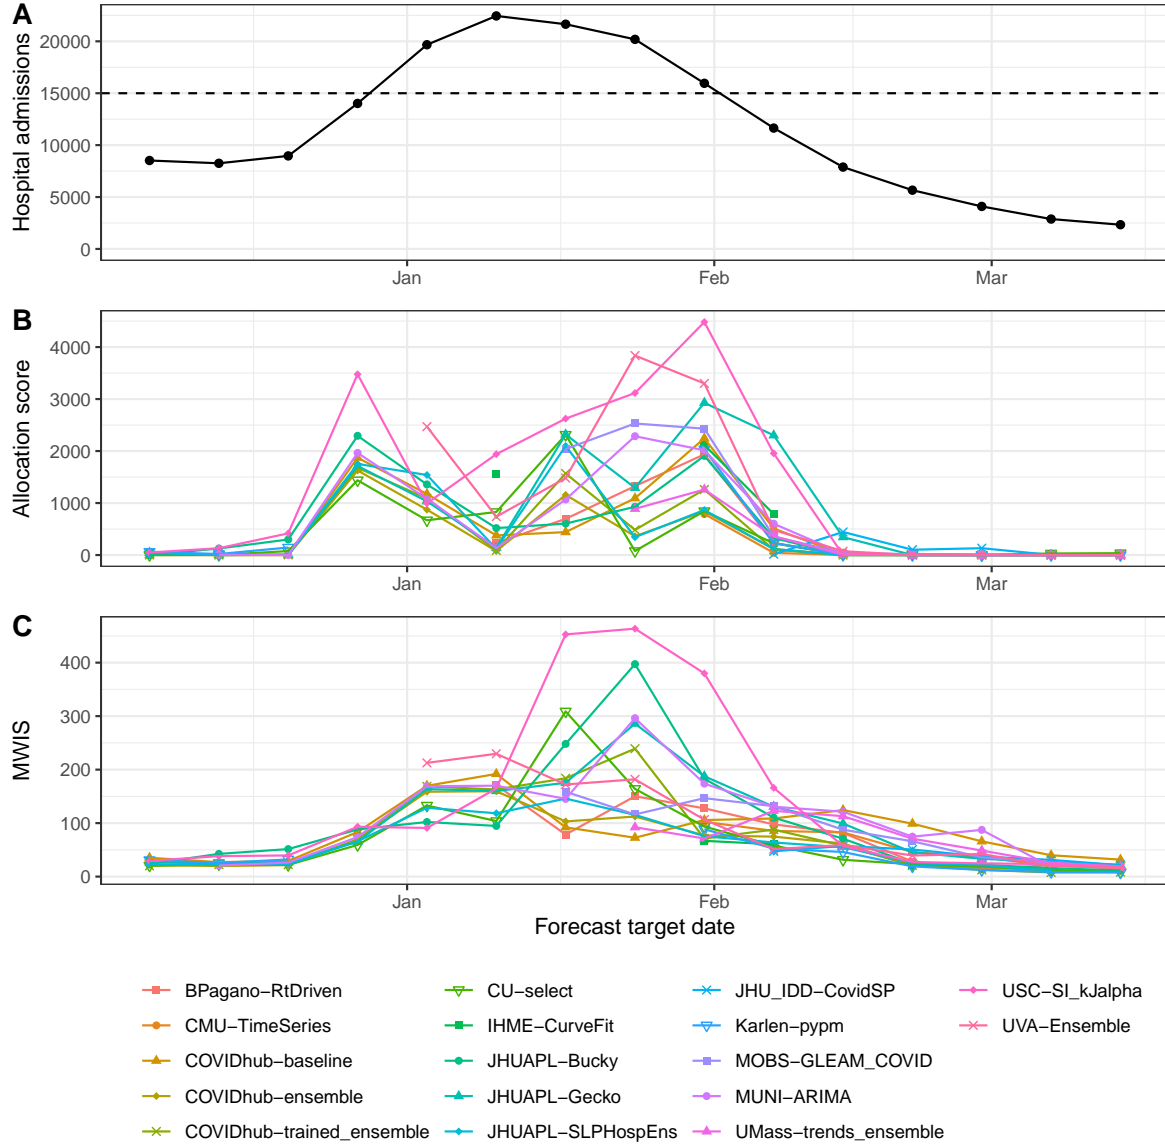 A
Hospital admissions
20000
15000
10000
5000
0
Jan
Feb
Mar
B
Allocation score
4000
3000
2000
1000
0
Jan
Feb
Mar
C
MWIS
400
300
200
100
0
Jan
Feb
Mar
Forecast target date
BPagano−RtDriven
CMU−TimeSeries
COVIDhub−baseline
COVIDhub−ensemble
COVIDhub−trained_ensemble
CU−select
IHME−CurveFit
JHUAPL−Bucky
JHUAPL−Gecko
JHUAPL−SLPHospEns
JHU_IDD−CovidSP
Karlen−pypm
MOBS−GLEAM_COVID
MUNI−ARIMA
UMass−trends_ensemble
USC−SI_kJalpha
UVA−Ensemble